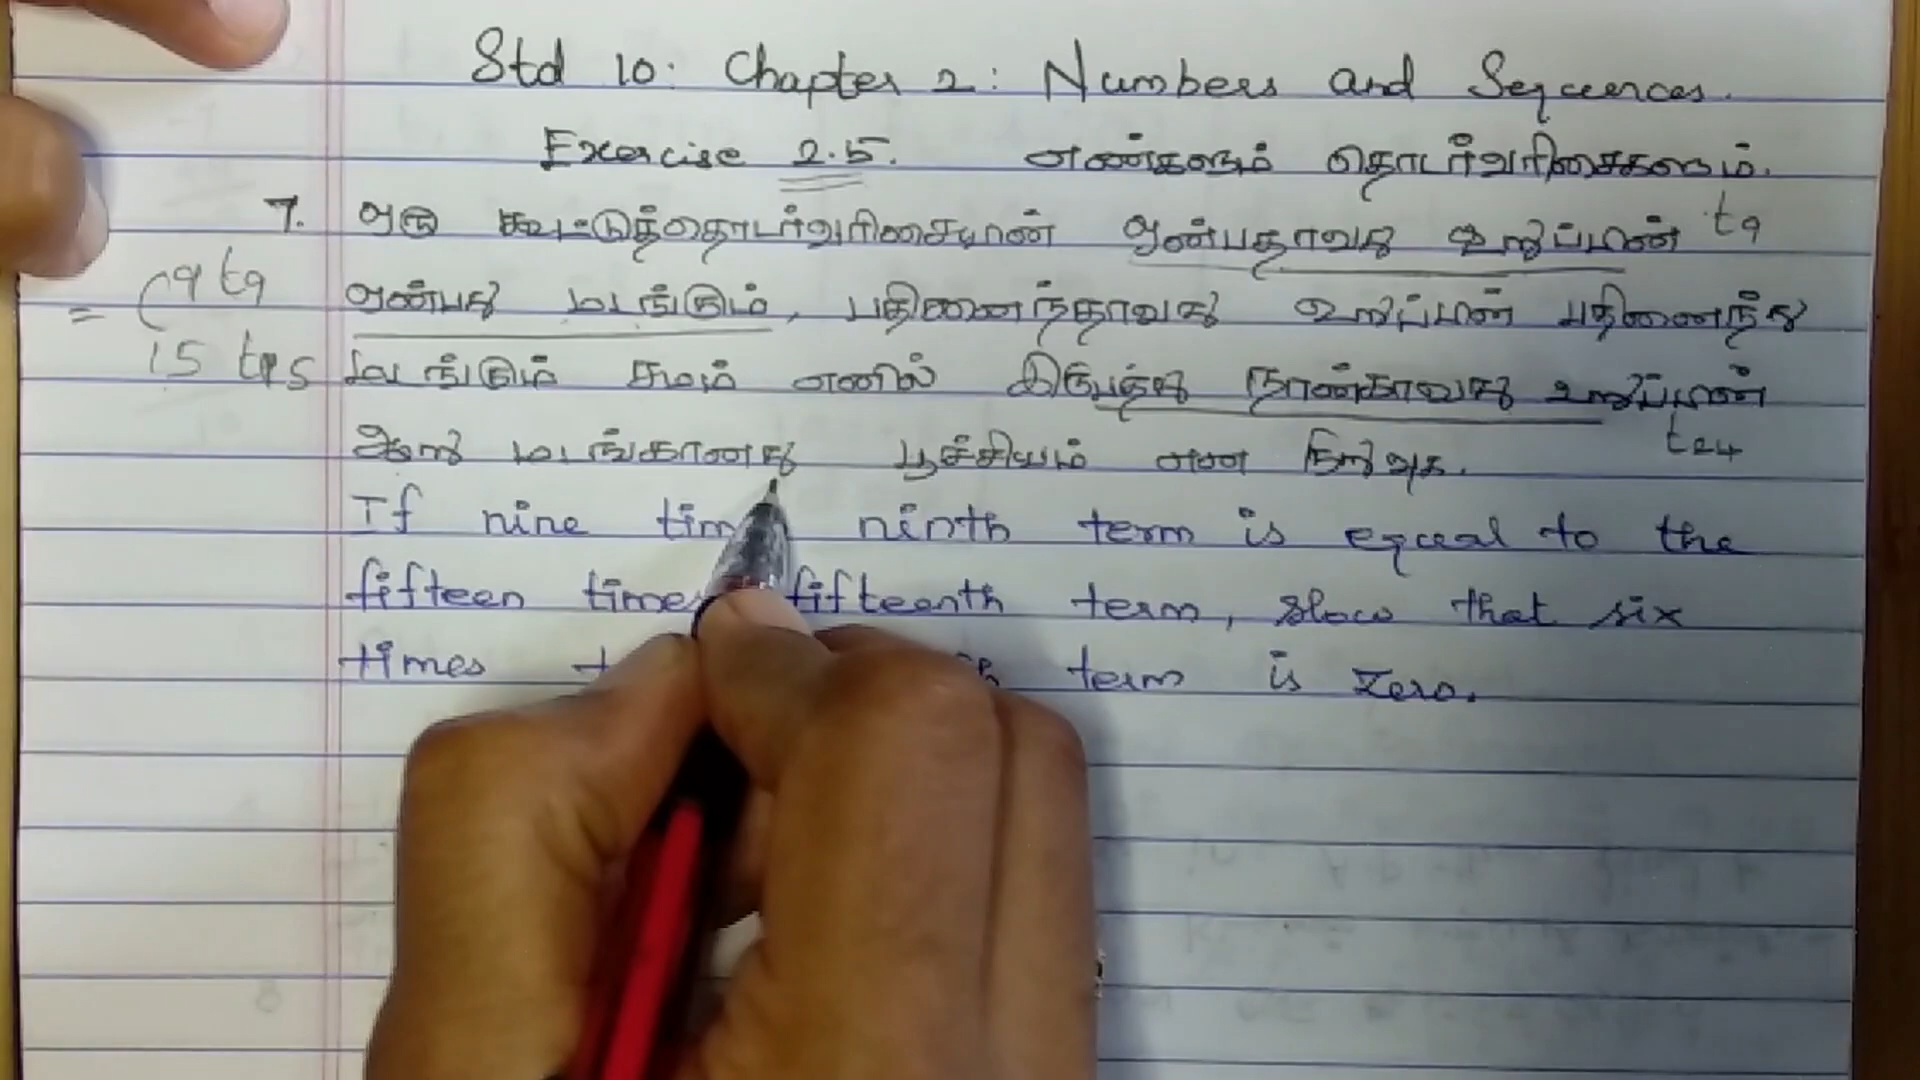 Std 10: Chapter 2: Numbers and Sequences.
Exercise 2.5. எண்களும் தொடர்வரிசைகளும்.
7. ஒரு கூட்டுத்தொடர்வரிசையின் ஒன்பதாவது உறுப்பின் t9
= 9 t9 ஒன்பது மடங்கும், பதினைந்தாவது உறுப்பின் பதினைந்து
15 t15 மடங்கும் சமம் எனில் இருபத்து நான்காவது உறுப்பின்
ஆறு மடங்கானது பூச்சியம் என நிறுவுக. t24
If nine ninth term is equal to the
fifteen times fifteenth term, show that six
times term is zero.